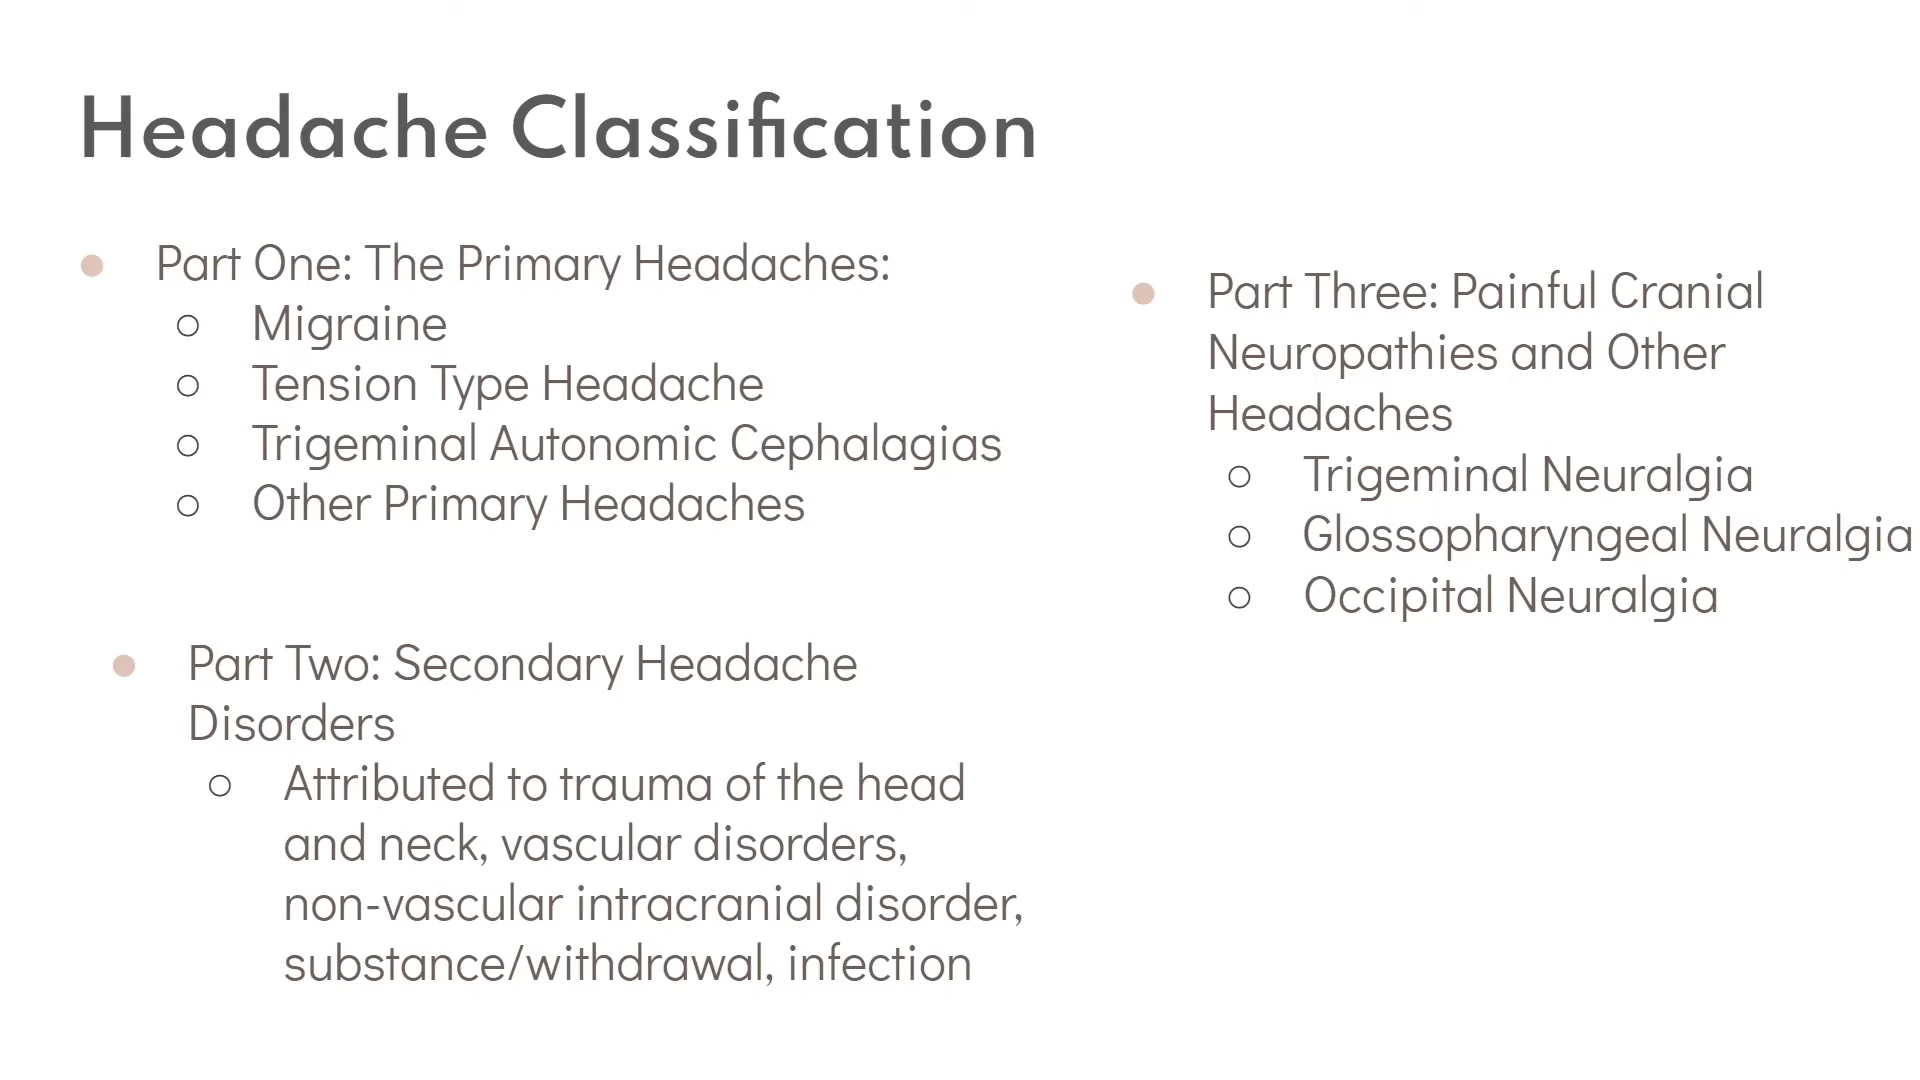 Headache Classification
Part One: The Primary Headaches:
Migraine
Tension Type Headache
Trigeminal Autonomic Cephalagias
Other Primary Headaches
Part Two: Secondary Headache
Disorders
Attributed to trauma of the head
and neck, vascular disorders,
non-vascular intracranial disorder,
substance/withdrawal, infection
Part Three: Painful Cranial
Neuropathies and Other
Headaches
Trigeminal Neuralgia
Glossopharyngeal Neuralgia
Occipital Neuralgia